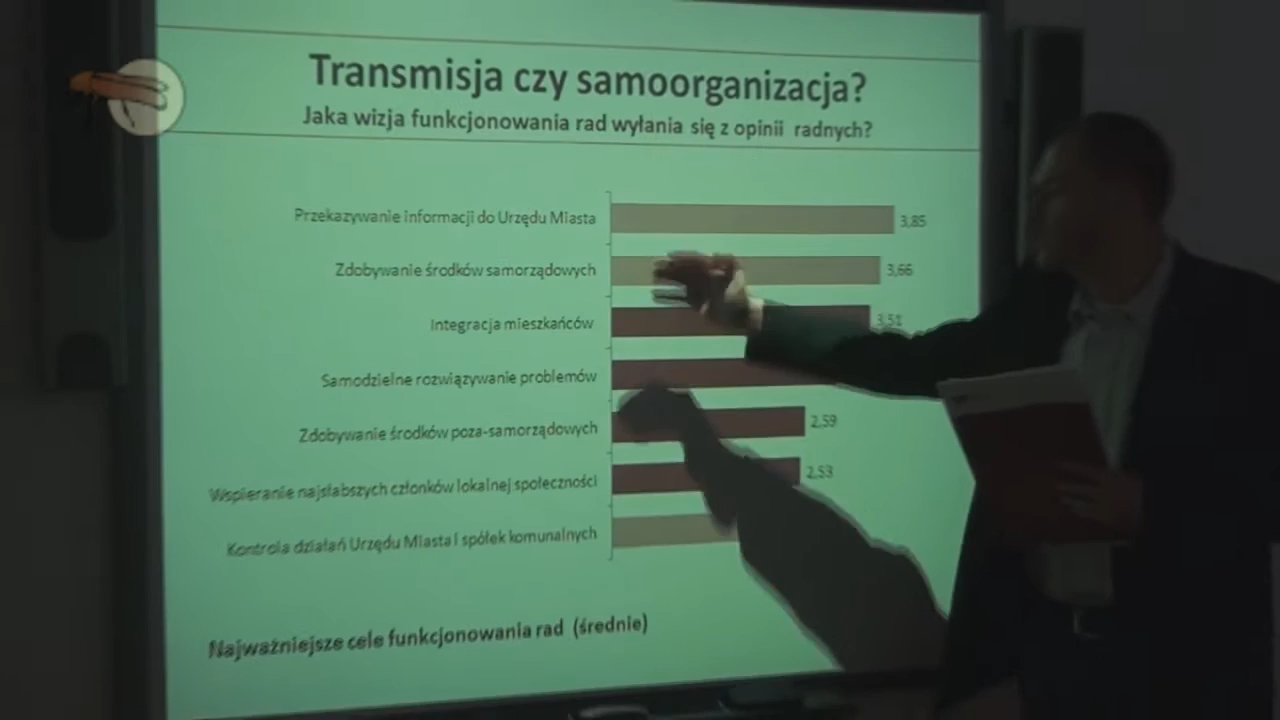 Transmisja czy samoorganizacja?
Jaka wizja funkcjonowania rad wyłania się z opinii radnych?
Przekazywanie informacji do Urzędu Miasta 3,85
Zdobywanie środków samorządowych 3,66
Integracja mieszkańców 3,51
Samodzielne rozwiązywanie problemów
Zdobywanie środków poza-samorządowych 2,59
Wspieranie najsłabszych członków lokalnej społeczności 2,53
Kontrola działań Urzędu Miasta i spółek komunalnych
Najważniejsze cele funkcjonowania rad (średnie)